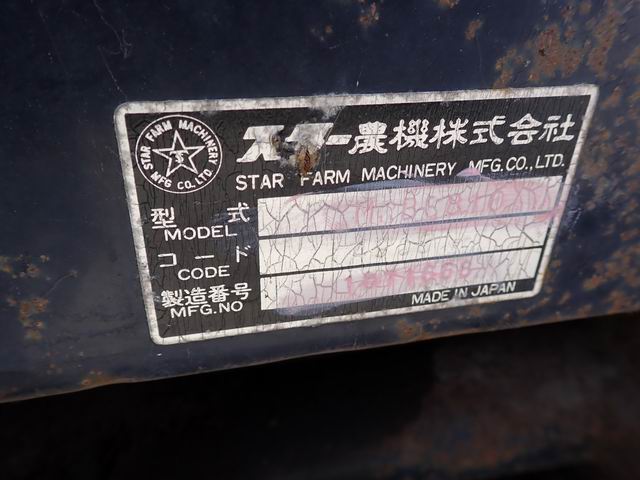 STAR FARM MACHINERY MFG CO., LTD.
スター農機株式会社
STAR FARM MACHINERY MFG.CO.,LTD.
型式
MODEL
コード
CODE
製造番号
MFG.NO
MADE IN JAPAN